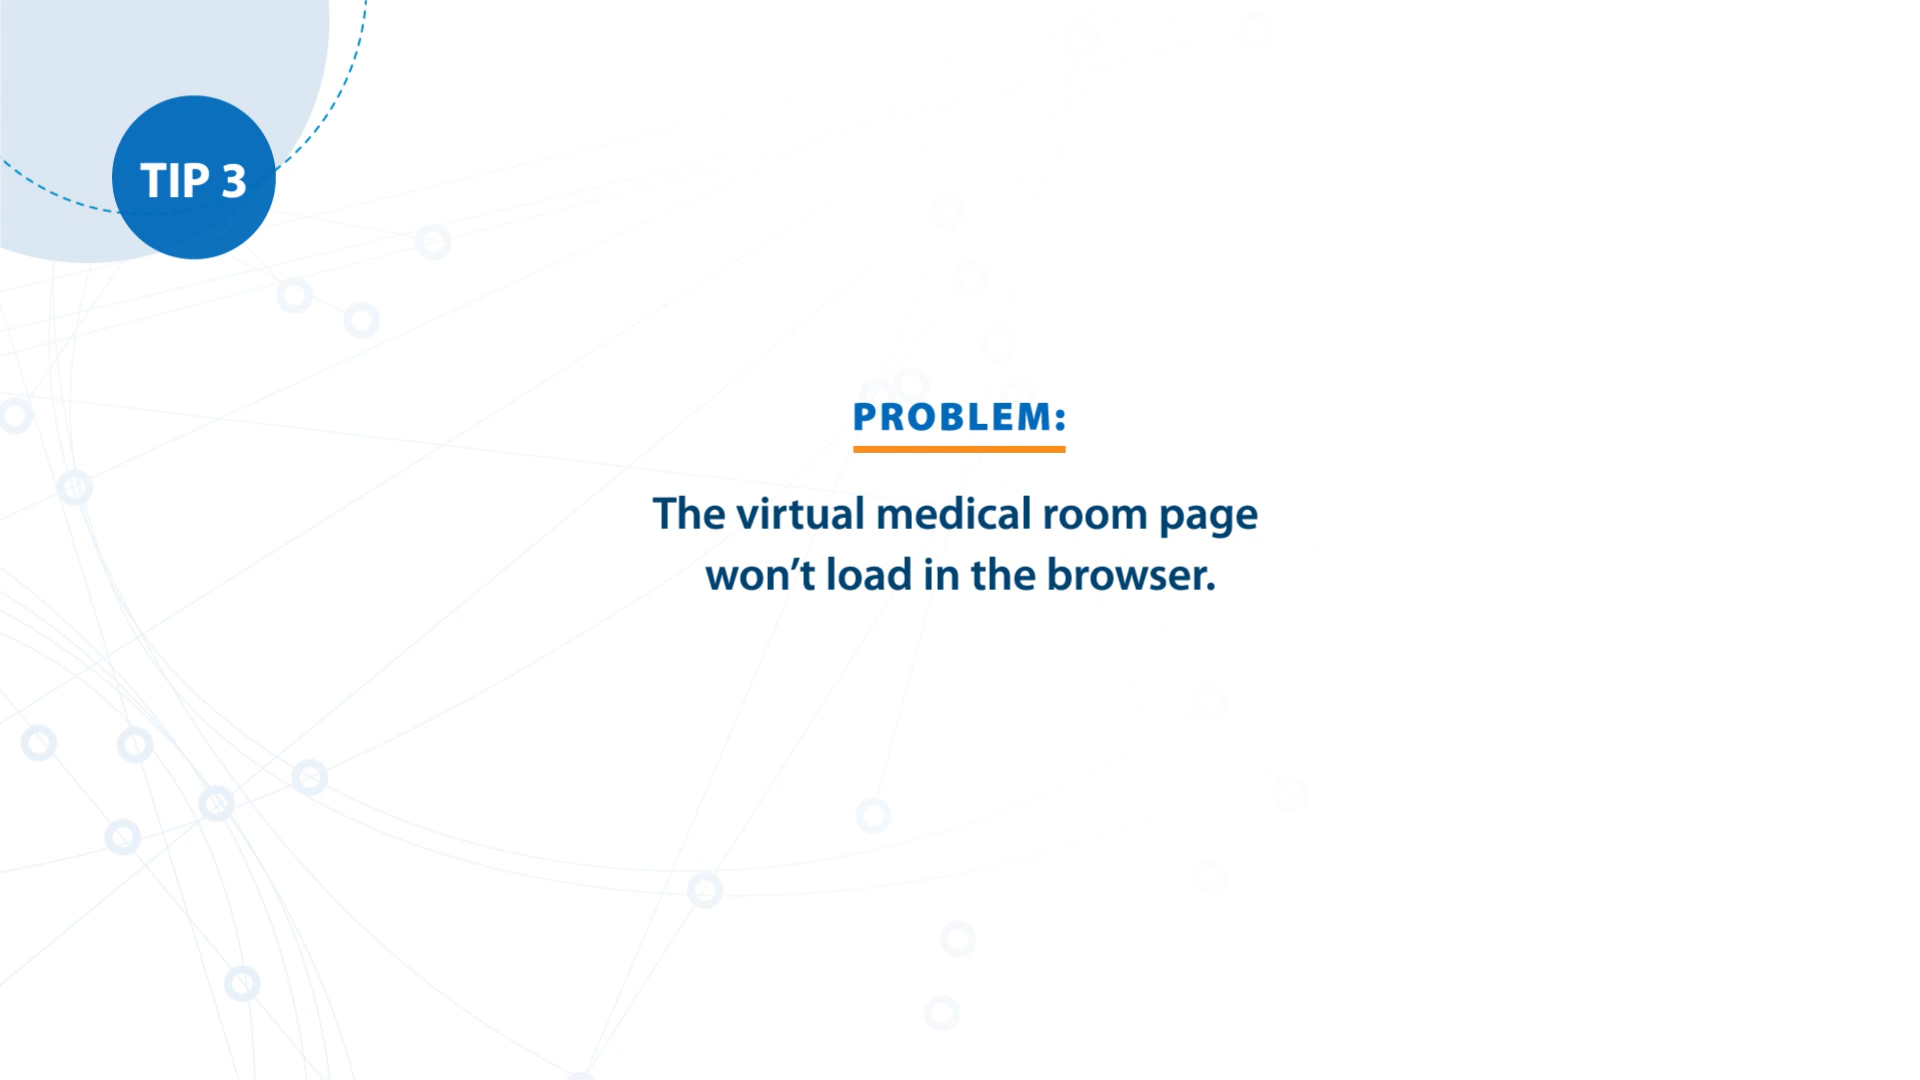 TIP 3
PROBLEM:
The virtual medical room page
won’t load in the browser.